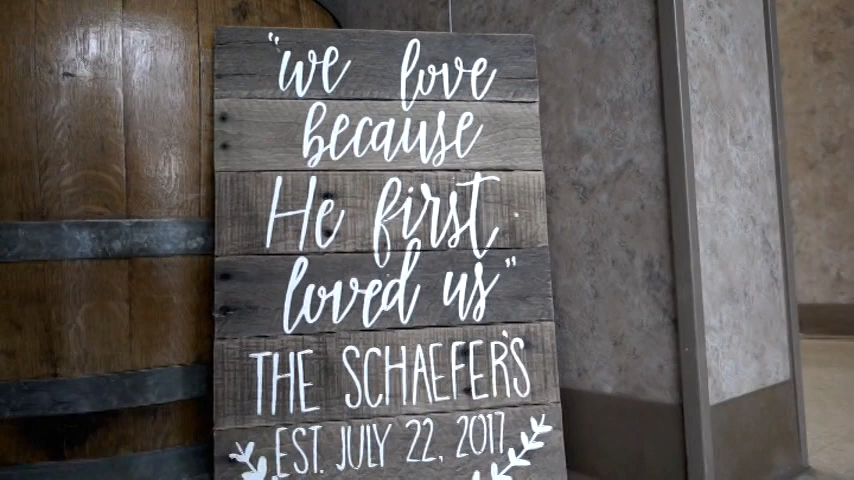 "we love
because
He first
loved us"
THE SCHAEFER'S
EST. JULY 22, 2017